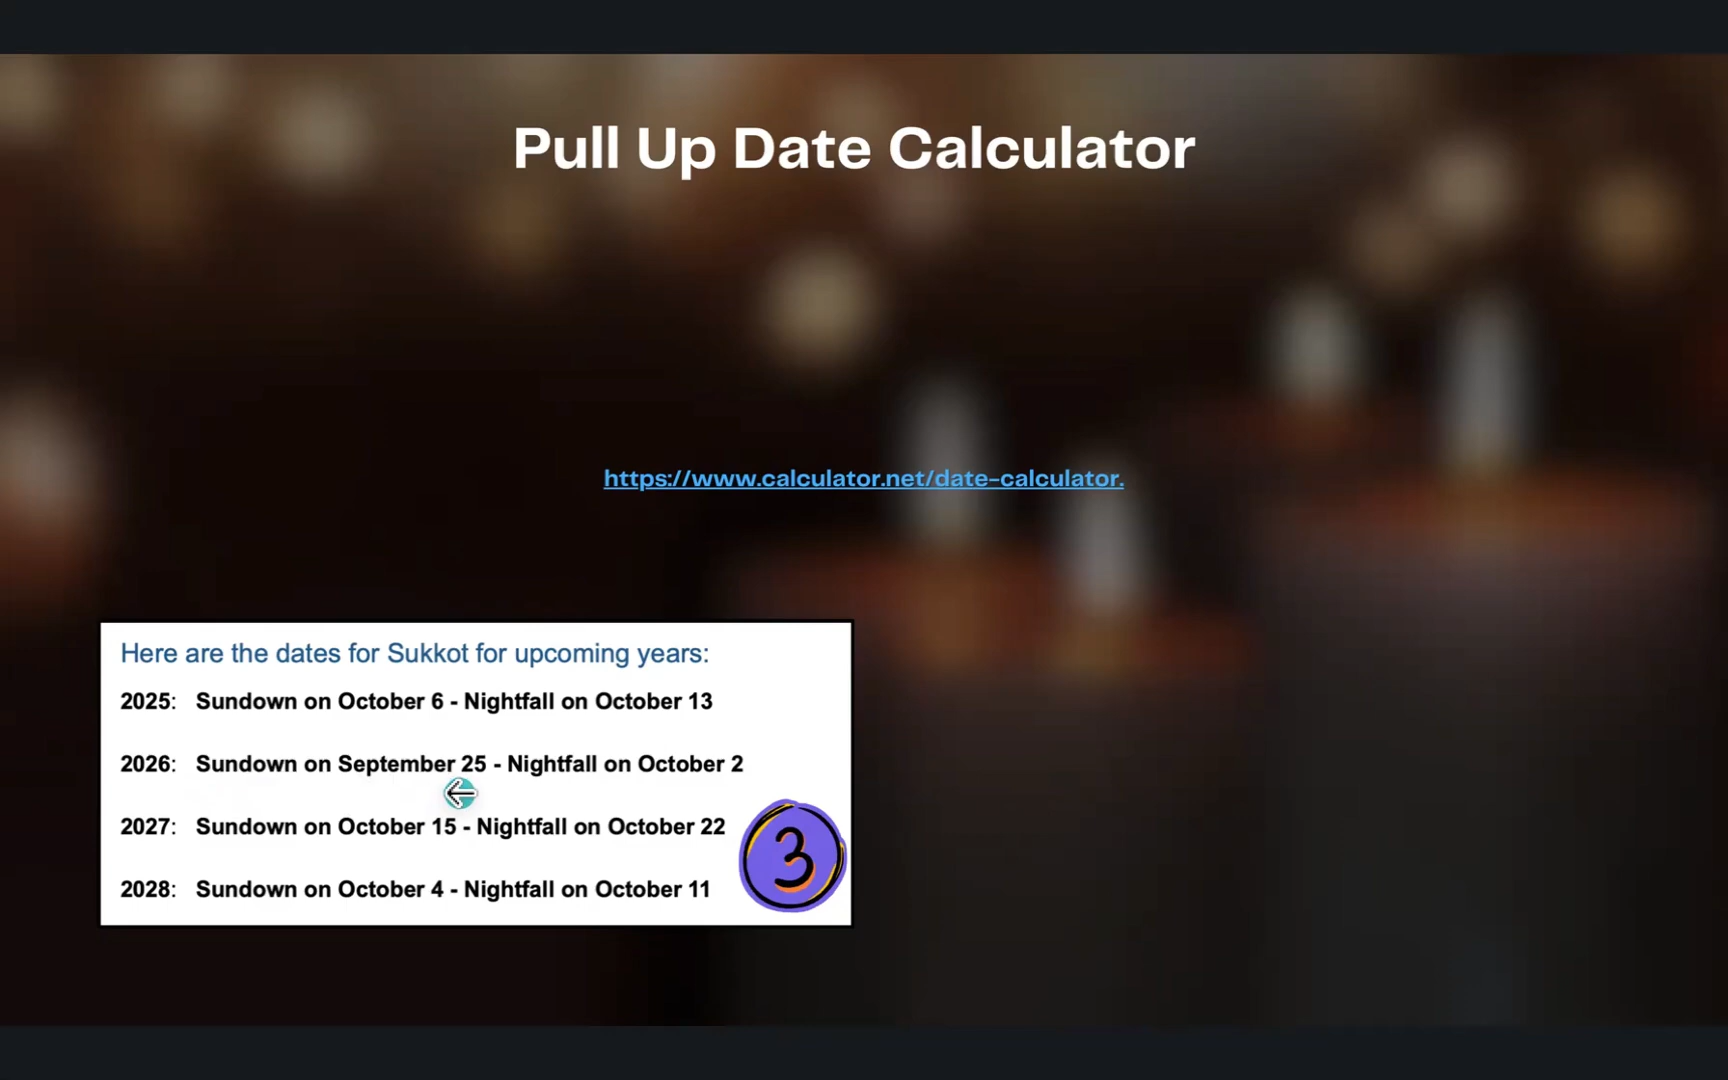 Pull Up Date Calculator
https://www.calculator.net/date-calculator.
Here are the dates for Sukkot for upcoming years:
2025: Sundown on October 6 - Nightfall on October 13
2026: Sundown on September 25 - Nightfall on October 2
2027: Sundown on October 15 - Nightfall on October 22
2028: Sundown on October 4 - Nightfall on October 11
3